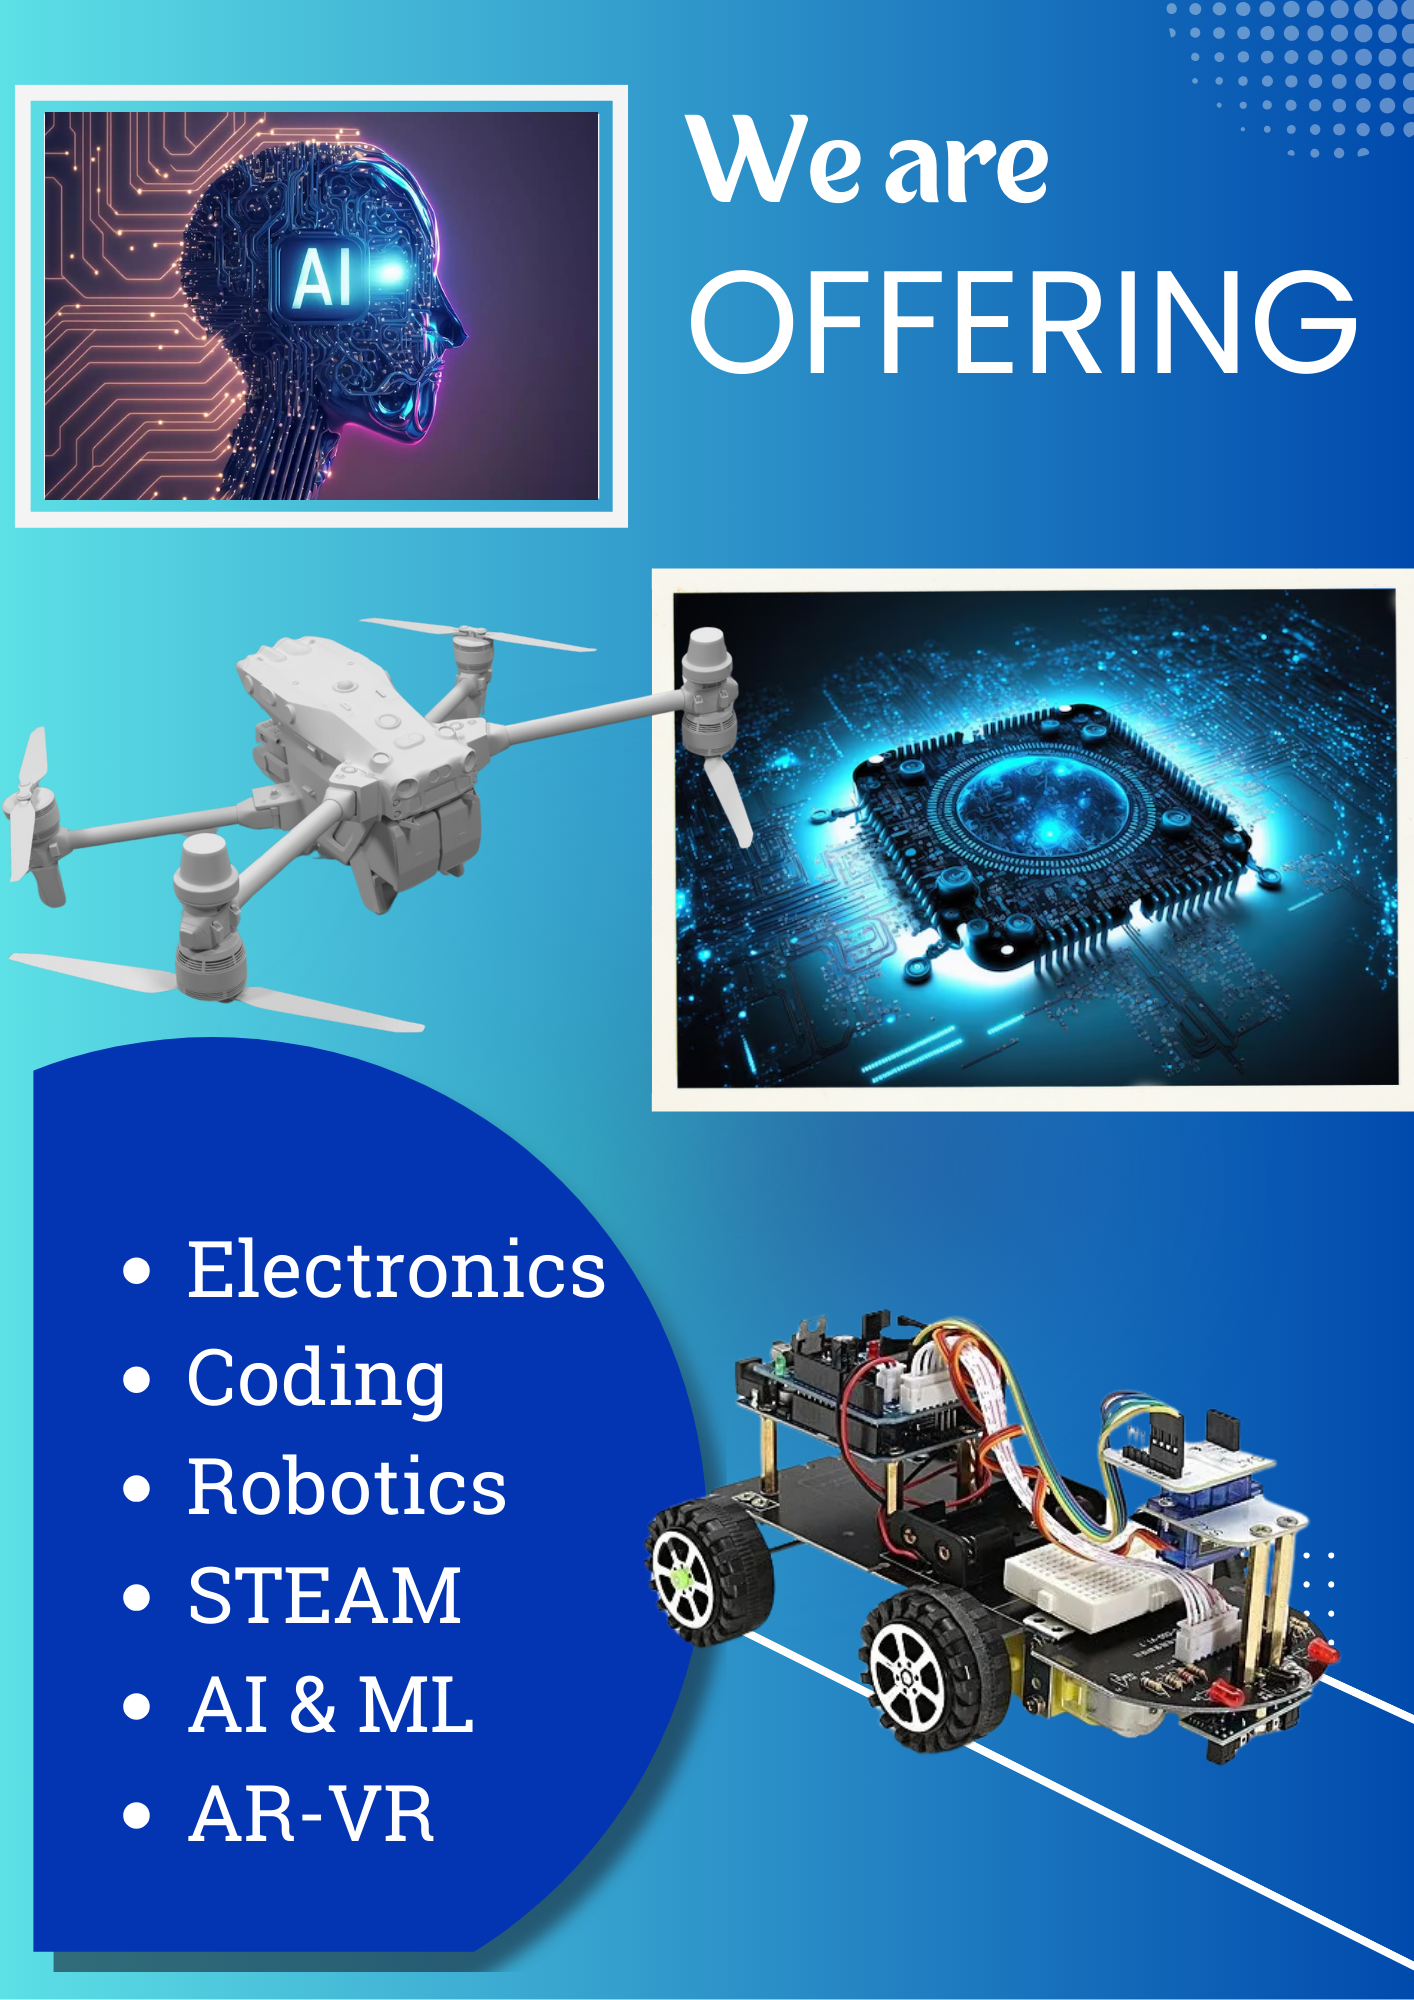 AI
We are
OFFERING
• Electronics
• Coding
• Robotics
• STEAM
• AI & ML
• AR-VR